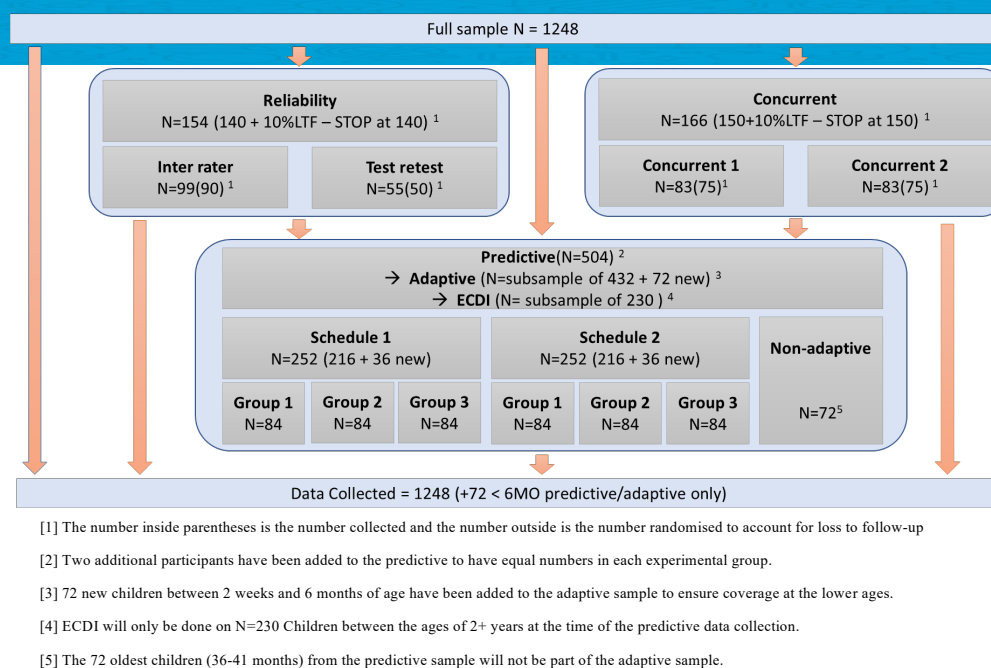 Full sample N = 1248
Reliability
N=154 (140 + 10%LTF – STOP at 140) ¹
Inter rater
N=99(90) ¹
Test retest
N=55(50) ¹
Concurrent
N=166 (150+10%LTF – STOP at 150) ¹
Concurrent 1
N=83(75)¹
Concurrent 2
N=83(75) ¹
Predictive(N=504) ²
→ Adaptive (N=subsample of 432 + 72 new) ³
→ ECDI (N= subsample of 230 ) ⁴
Schedule 1
N=252 (216 + 36 new)
Group 1
N=84
Group 2
N=84
Group 3
N=84
Schedule 2
N=252 (216 + 36 new)
Group 1
N=84
Group 2
N=84
Group 3
N=84
Non-adaptive
N=72⁵
Data Collected = 1248 (+72 < 6MO predictive/adaptive only)
[1] The number inside parentheses is the number collected and the number outside is the number randomised to account for loss to follow-up
[2] Two additional participants have been added to the predictive to have equal numbers in each experimental group.
[3] 72 new children between 2 weeks and 6 months of age have been added to the adaptive sample to ensure coverage at the lower ages.
[4] ECDI will only be done on N=230 Children between the ages of 2+ years at the time of the predictive data collection.
[5] The 72 oldest children (36-41 months) from the predictive sample will not be part of the adaptive sample.